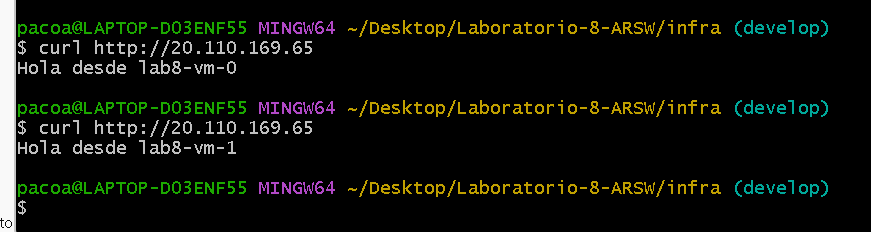 pacoa@LAPTOP-DO3ENF55 MINGW64 ~/Desktop/Laboratorio-8-ARSW/infra (develop)
$ curl http://20.110.169.65
Hola desde lab8-vm-0
pacoa@LAPTOP-DO3ENF55 MINGW64 ~/Desktop/Laboratorio-8-ARSW/infra (develop)
$ curl http://20.110.169.65
Hola desde lab8-vm-1
pacoa@LAPTOP-DO3ENF55 MINGW64 ~/Desktop/Laboratorio-8-ARSW/infra (develop)
$
to